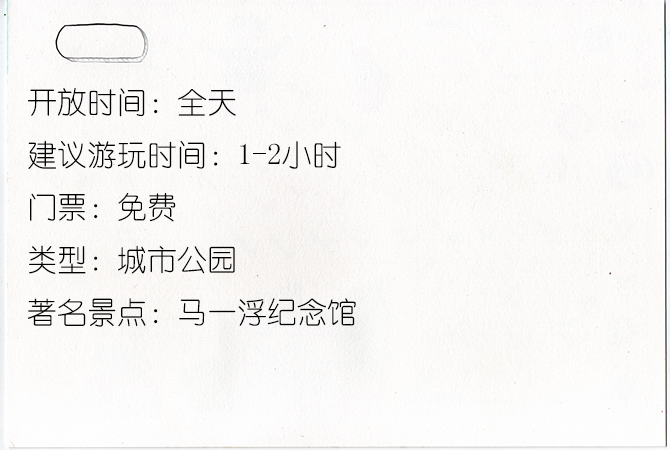 开放时间：全天
建议游玩时间：1-2小时
门票：免费
类型：城市公园
著名景点：马一浮纪念馆